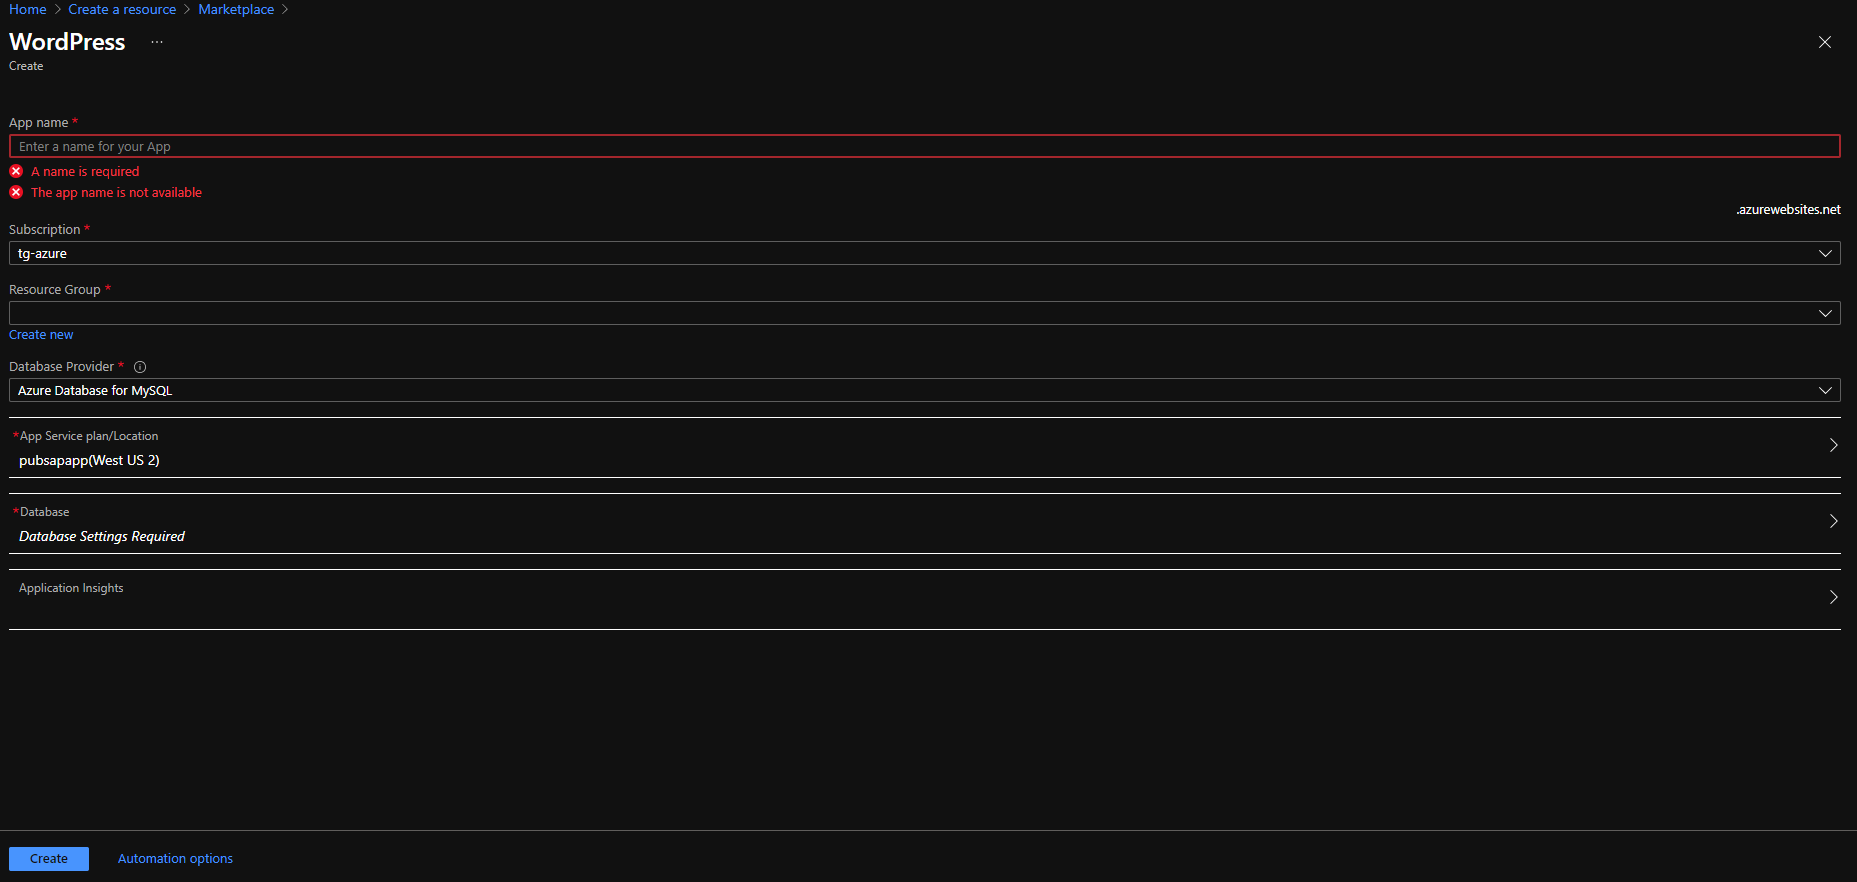 Home > Create a resource > Marketplace >
WordPress ...
Create
App name *
Enter a name for your App
A name is required
The app name is not available
.azurewebsites.net
Subscription *
tg-azure
Resource Group *
Create new
Database Provider *
Azure Database for MySQL
*App Service plan/Location
pubsapapp(West US 2)
*Database
Database Settings Required
Application Insights
Create Automation options